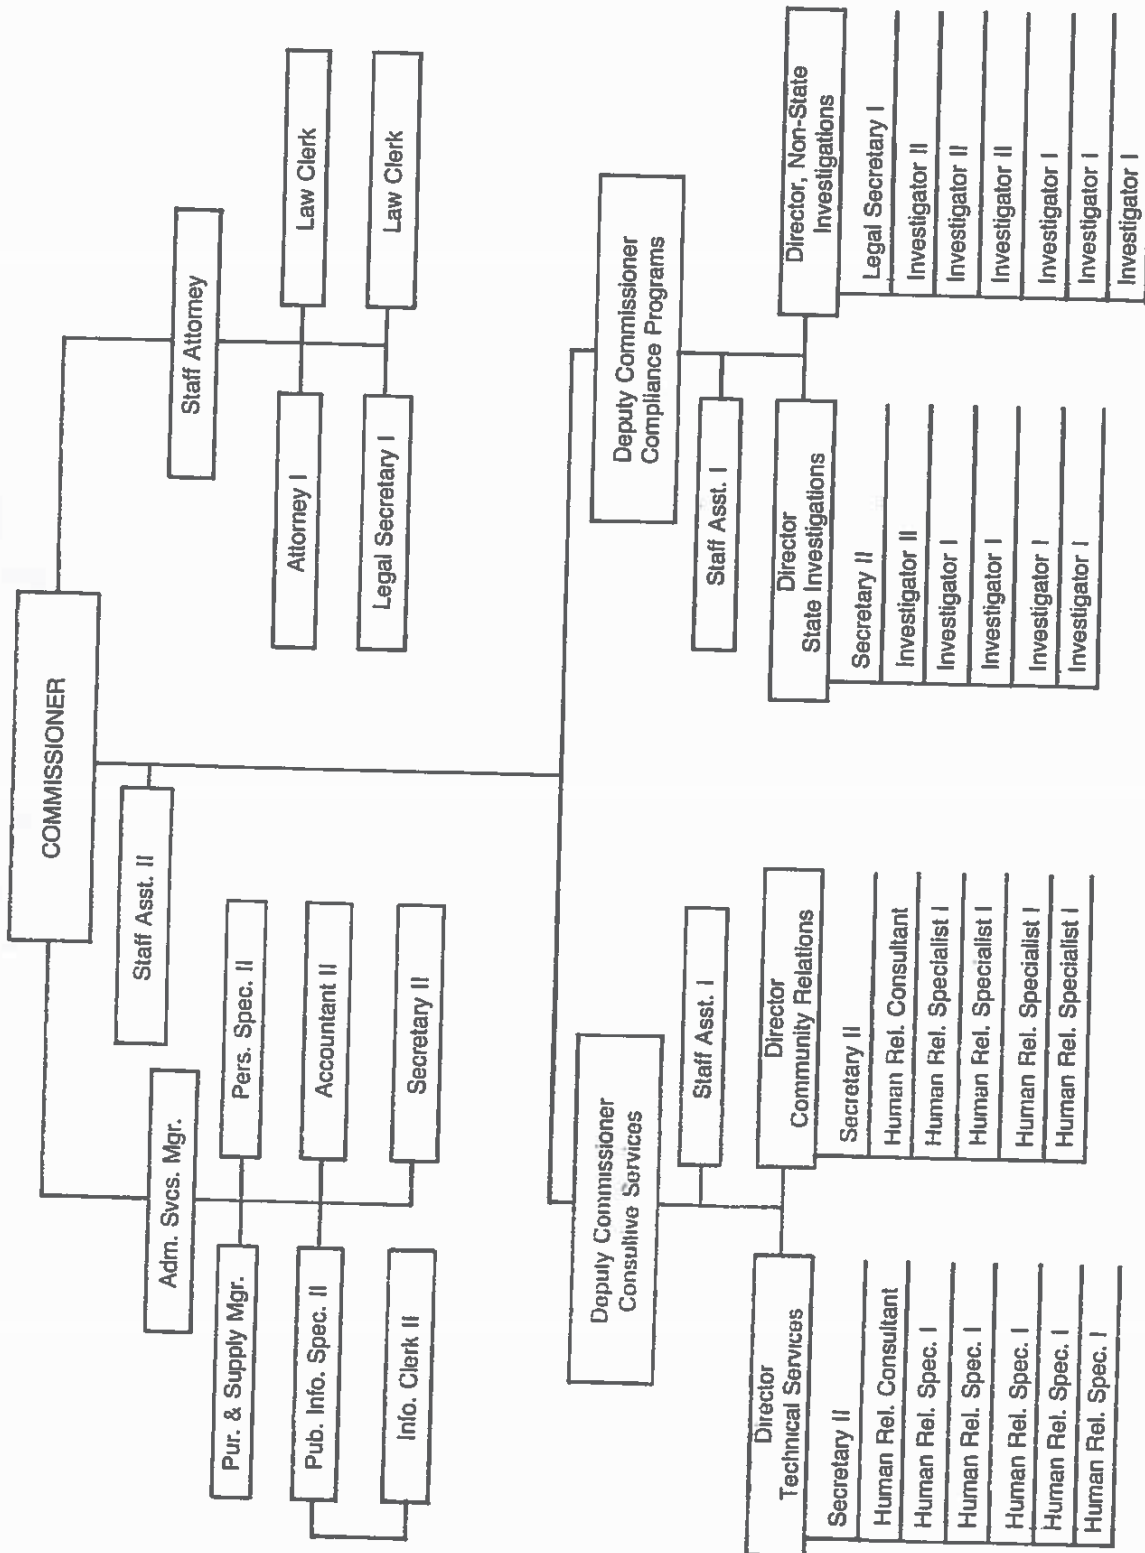 COMMISSIONER
Staff Asst. II
Adm. Svcs. Mgr.
Pur. & Supply Mgr.
Pers. Spec. II
Pub. Info. Spec. II
Accountant II
Info. Clerk II
Secretary II
Staff Attorney
Attorney I
Law Clerk
Legal Secretary I
Law Clerk
Deputy Commissioner
Consultive Services
Staff Asst. I
Director
Technical Services
Secretary II
Human Rel. Consultant
Human Rel. Spec. I
Human Rel. Spec. I
Human Rel. Spec. I
Human Rel. Spec. I
Human Rel. Spec. I
Director
Community Relations
Secretary II
Human Rel. Consultant
Human Rel. Specialist I
Human Rel. Specialist I
Human Rel. Specialist I
Human Rel. Specialist I
Deputy Commissioner
Compliance Programs
Staff Asst. I
Director
State Investigations
Secretary II
Investigator II
Investigator I
Investigator I
Investigator I
Investigator I
Director, Non-State
Investigations
Legal Secretary I
Investigator II
Investigator II
Investigator II
Investigator I
Investigator I
Investigator I